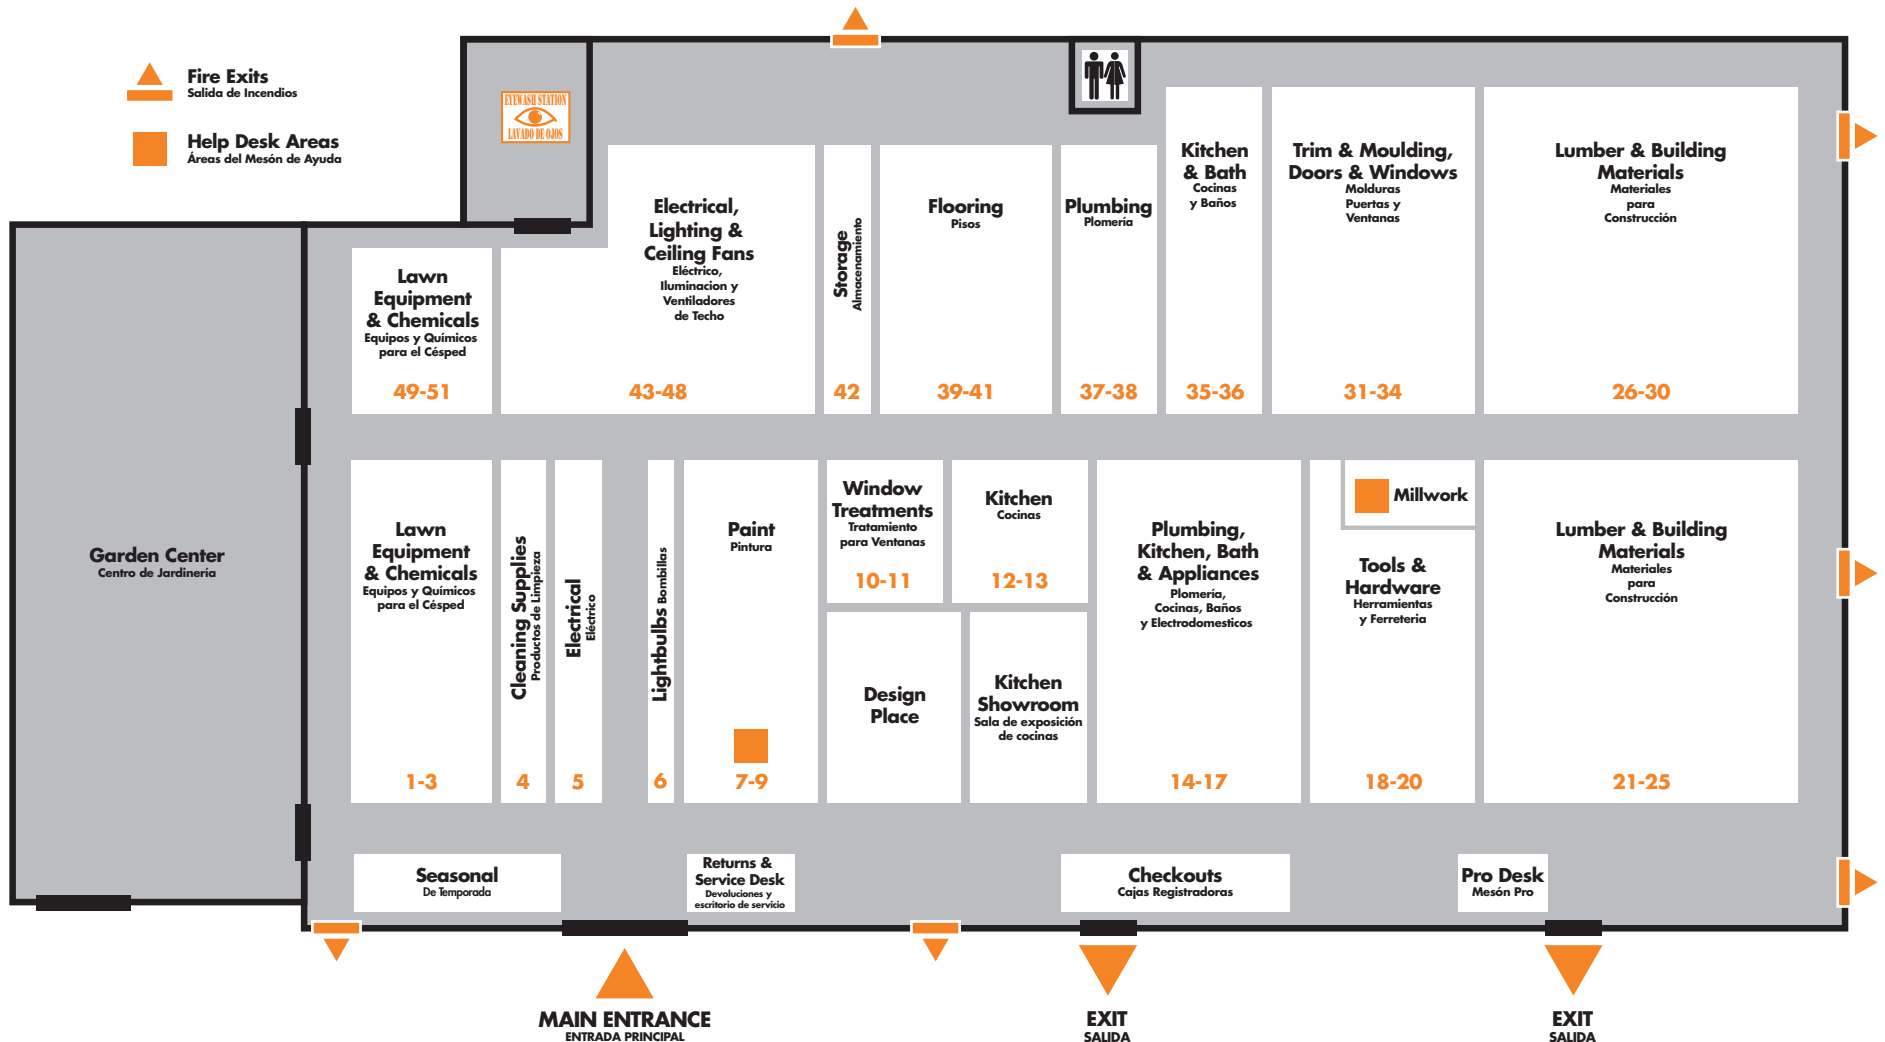 Fire Exits
Salida de Incendios
Help Desk Areas
Áreas del Mesón de Ayuda
EYEWASH STATION
LAVADO DE OJOS
Lawn
Equipment
& Chemicals
Equipos y Químicos
para el Césped
49-51
Electrical,
Lighting &
Ceiling Fans
Eléctrico,
Iluminacion y
Ventiladores
de Techo
43-48
Storage
Almacenamiento
42
Flooring
Pisos
39-41
Plumbing
Plomería
37-38
Kitchen
& Bath
Cocinas
y Baños
35-36
Trim & Moulding,
Doors & Windows
Molduras
Puertas y
Ventanas
31-34
Lumber & Building
Materials
Materiales
para
Construcción
26-30
Garden Center
Centro de Jardinería
Lawn
Equipment
& Chemicals
Equipos y Químicos
para el Césped
1-3
Cleaning Supplies
Productos de Limpieza
4
Electrical
Eléctrico
5
Lightbulbs Bombillas
6
Paint
Pintura
7-9
Window
Treatments
Tratamiento
para Ventanas
10-11
Kitchen
Cocinas
12-13
Design
Place
Kitchen
Showroom
Sala de exposición
de cocinas
Plumbing,
Kitchen, Bath
& Appliances
Plomería,
Cocinas, Baños
y Electrodomesticos
14-17
Millwork
Tools &
Hardware
Herramientas
y Ferreteria
18-20
Lumber & Building
Materials
Materiales
para
Construcción
21-25
Seasonal
De Temporada
Returns &
Service Desk
Devoluciones y
escritorio de servicio
Checkouts
Cajas Registradoras
Pro Desk
Mesón Pro
MAIN ENTRANCE
ENTRADA PRINCIPAL
EXIT
SALIDA
EXIT
SALIDA